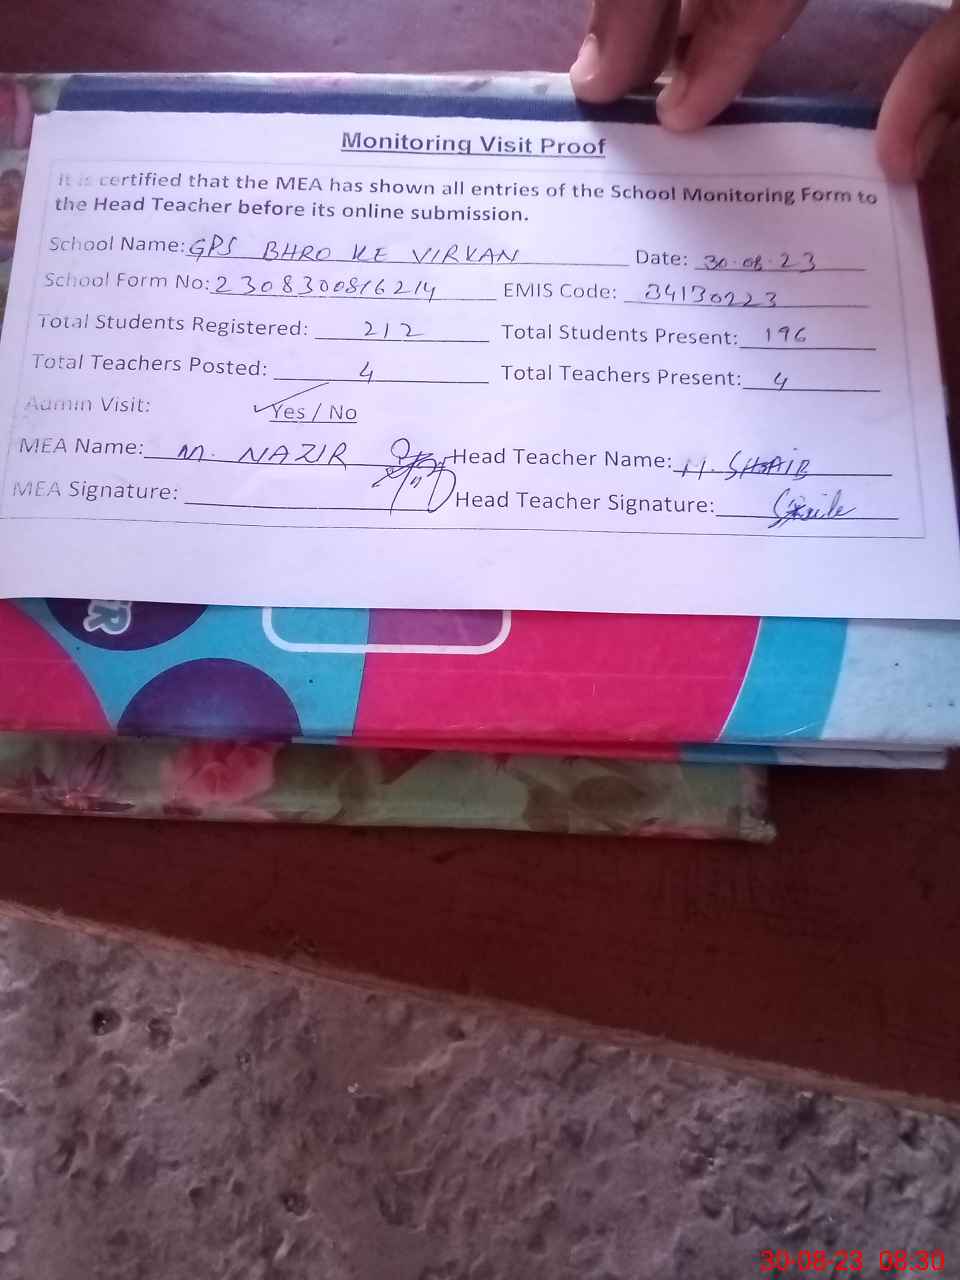 Monitoring Visit Proof
It is certified that the MEA has shown all entries of the School Monitoring Form to
the Head Teacher before its online submission.
School Name: GPS BHRO KE VIRKAN Date: 30.08.23
School Form No: 2308300816214 EMIS Code: 34130223
Total Students Registered: 212 Total Students Present: 196
Total Teachers Posted: 4 Total Teachers Present: 4
Admin Visit: Yes / No
MEA Name: M. NAZIR Head Teacher Name: M. SHOAIB
MEA Signature: Head Teacher Signature:
30-08-23 08:30